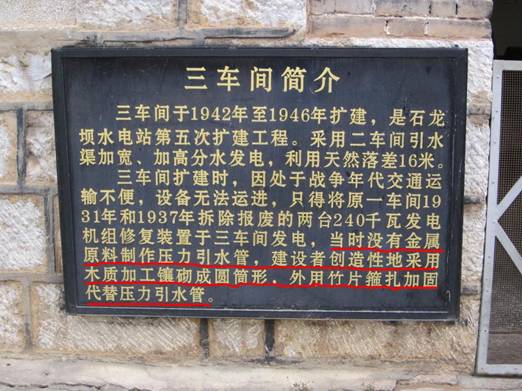 三车间简介
三车间于1942年至1946年扩建，是石龙
坝水电站第五次扩建工程。采用二车间引水
渠加宽、加高分水发电，利用天然落差16米。
三车间扩建时，因处于战争年代交通运
输不便，设备无法运进，只得将原一车间19
31年和1937年拆除报废的两台240千瓦发电
机组修复装置于三车间发电，当时没有金属
原料制作压力引水管，建设者创造性地采用
木质加工镶砌成圆筒形，外用竹片箍扎加固
代替压力引水管。